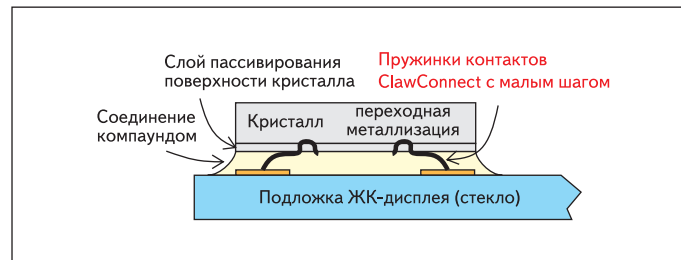 Слой пассивирования
поверхности кристалла
Пружинки контактов
ClawConnect с малым шагом
Соединение
компаундом
Кристалл
переходная
металлизация
Подложка ЖК-дисплея (стекло)